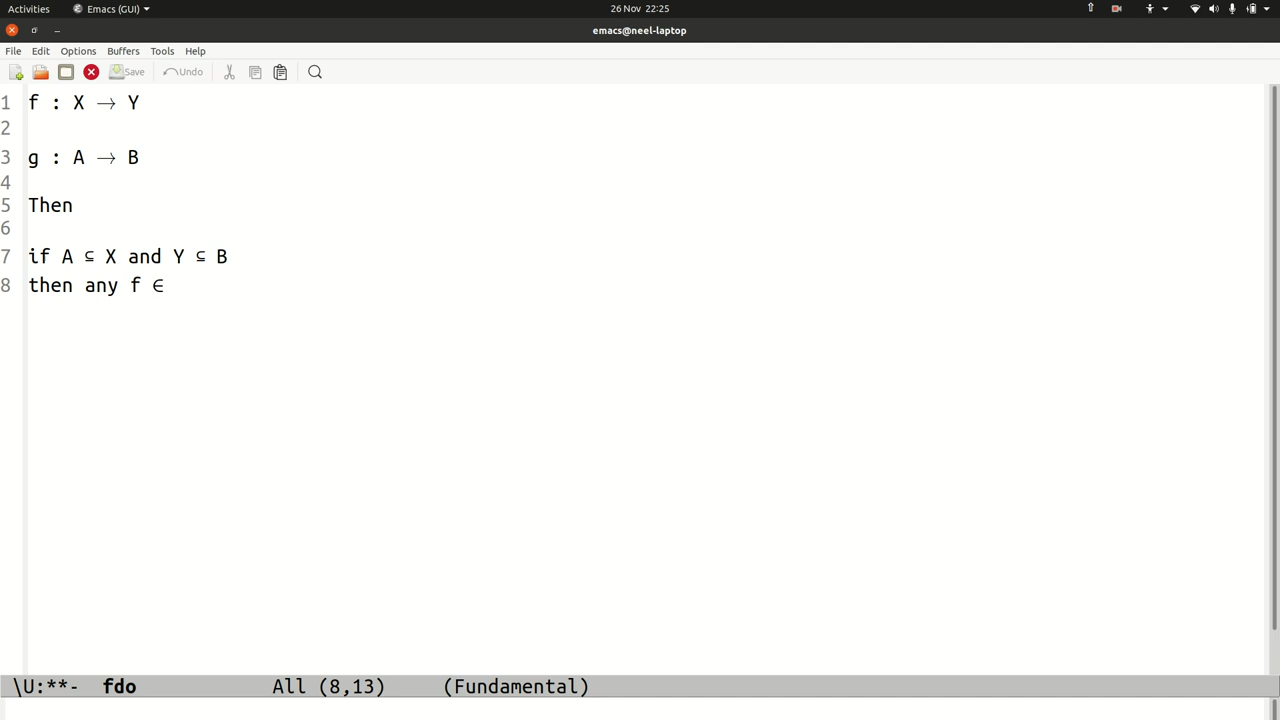 Activities Emacs (GUI) 26 Nov 22:25
emacs@neel-laptop
File Edit Options Buffers Tools Help
Save Undo
1 f : X → Y
2
3 g : A → B
4
5 Then
6
7 if A ⊆ X and Y ⊆ B
8 then any f ∈
\U:**- fdo All (8,13) (Fundamental)